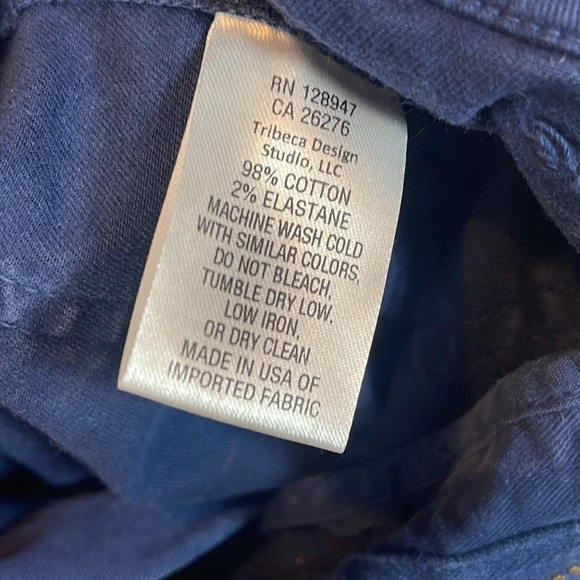 RN 128947
CA 26276
Tribeca Design
Studio, LLC
98% COTTON
2% ELASTANE
MACHINE WASH COLD
WITH SIMILAR COLORS,
DO NOT BLEACH,
TUMBLE DRY LOW,
LOW IRON,
OR DRY CLEAN
MADE IN USA OF
IMPORTED FABRIC